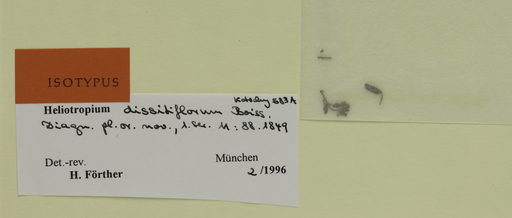 ISOTYPUS
Kotschy 583A
Heliotropium dissitiflorum Boiss.
Diagn. pl. or. nov., 1. Ser. 11: 88. 1849
Det.-rev. München
H. Förther 2/1996